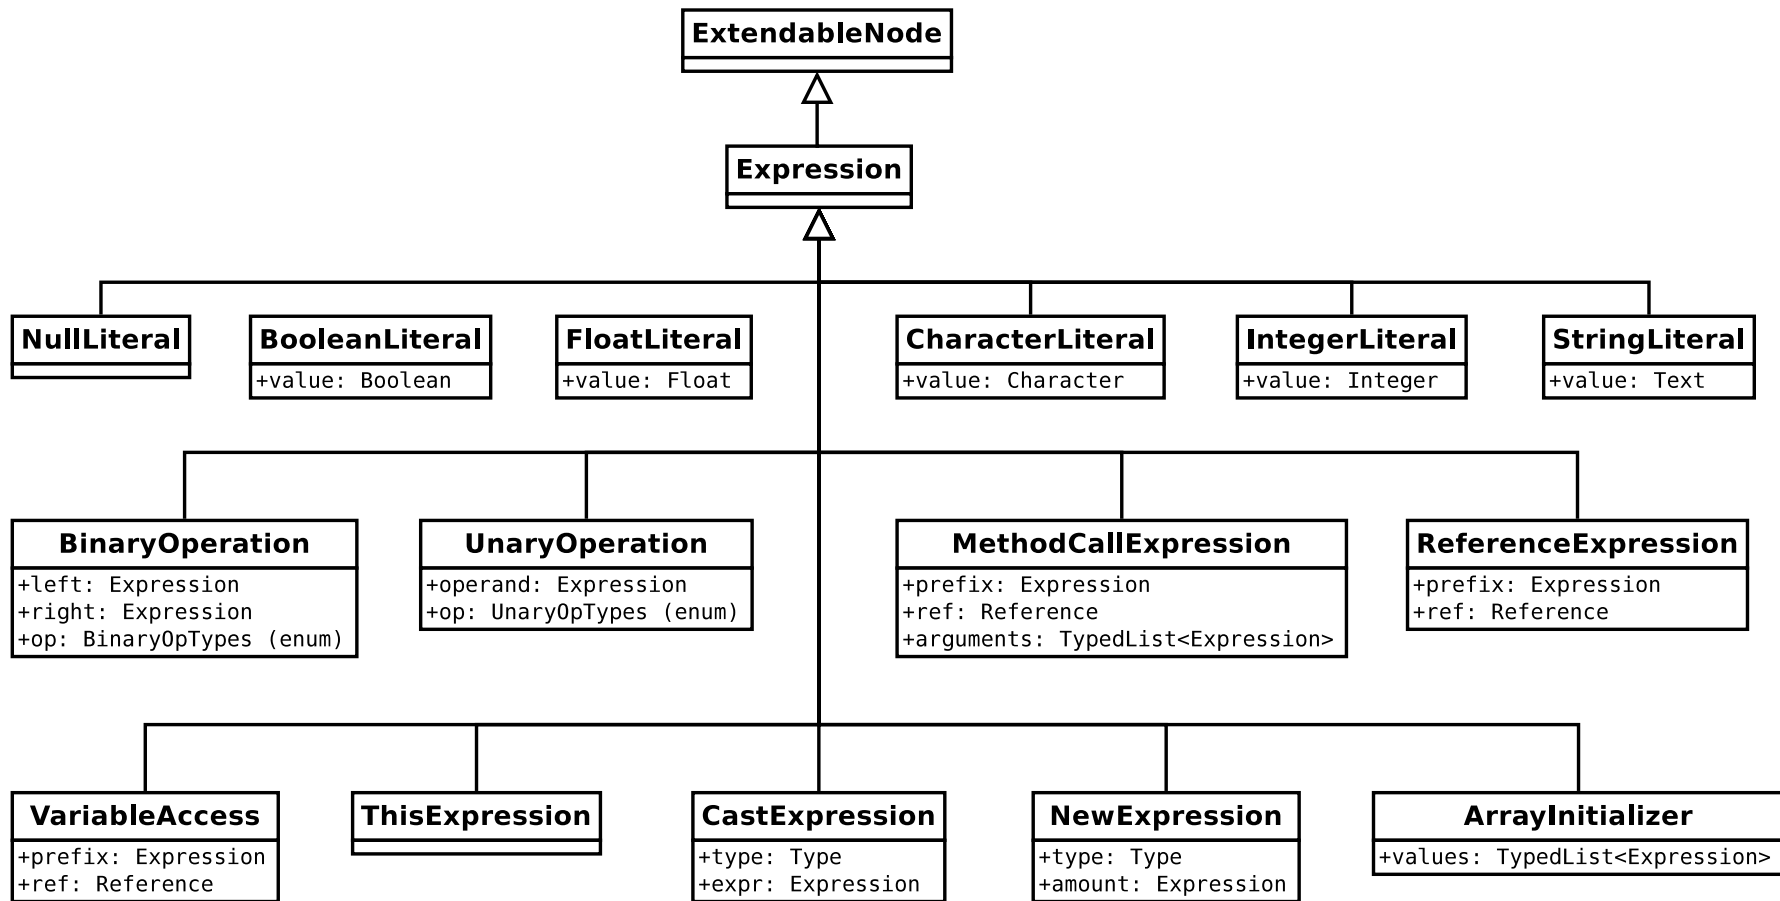 ExtendableNode
Expression
NullLiteral
BooleanLiteral
+value: Boolean
FloatLiteral
+value: Float
CharacterLiteral
+value: Character
IntegerLiteral
+value: Integer
StringLiteral
+value: Text
BinaryOperation
+left: Expression
+right: Expression
+op: BinaryOpTypes (enum)
UnaryOperation
+operand: Expression
+op: UnaryOpTypes (enum)
MethodCallExpression
+prefix: Expression
+ref: Reference
+arguments: TypedList<Expression>
ReferenceExpression
+prefix: Expression
+ref: Reference
VariableAccess
+prefix: Expression
+ref: Reference
ThisExpression
CastExpression
+type: Type
+expr: Expression
NewExpression
+type: Type
+amount: Expression
ArrayInitializer
+values: TypedList<Expression>